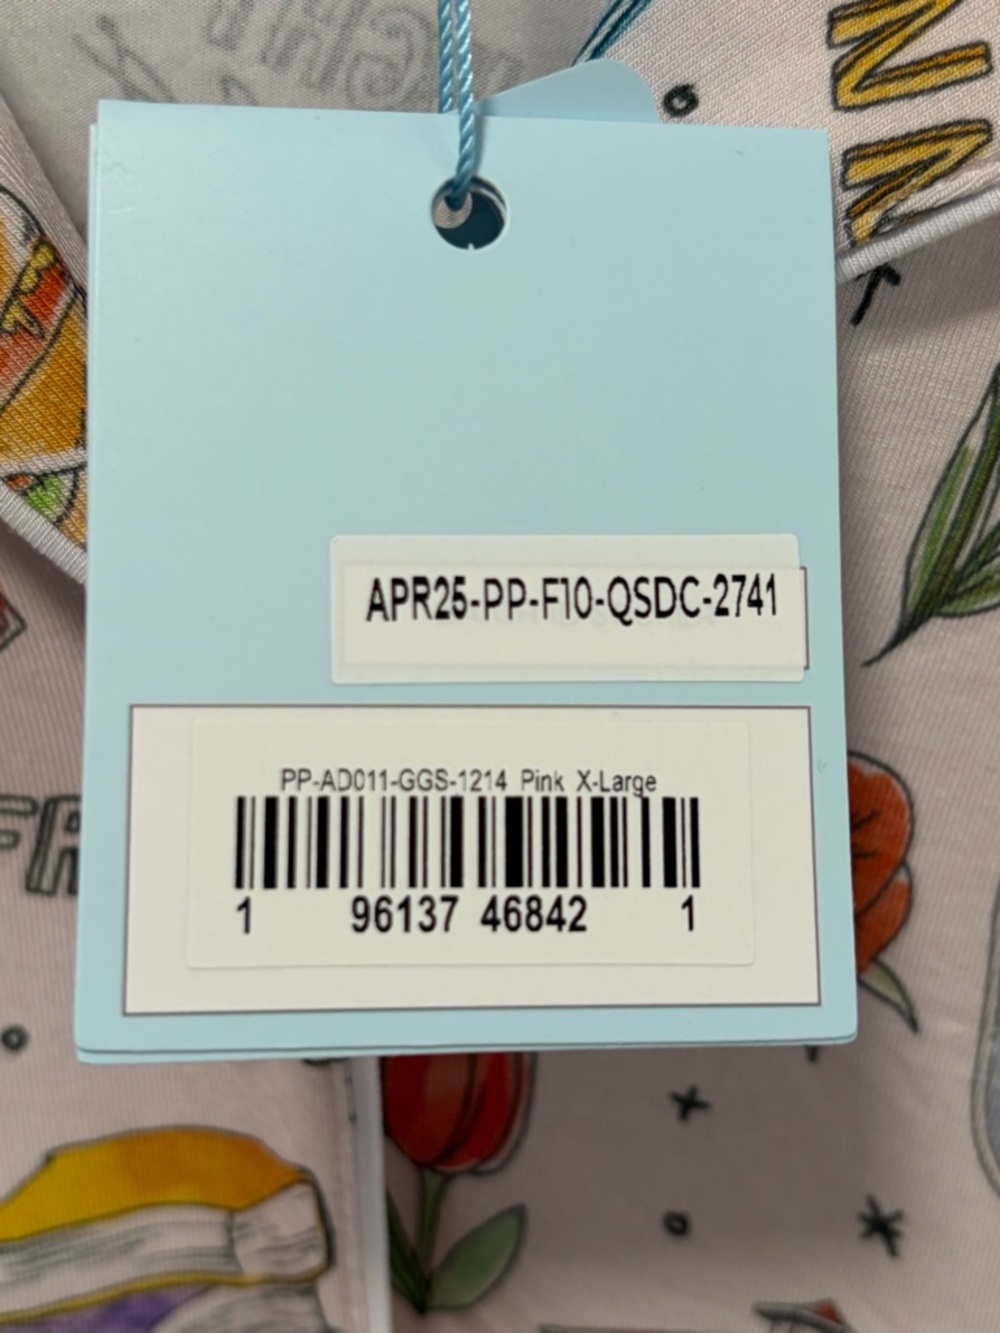 APR25-PP-F10-QSDC-2741
PP-AD011-GGS-1214 Pink X-Large
1 96137 46842 1